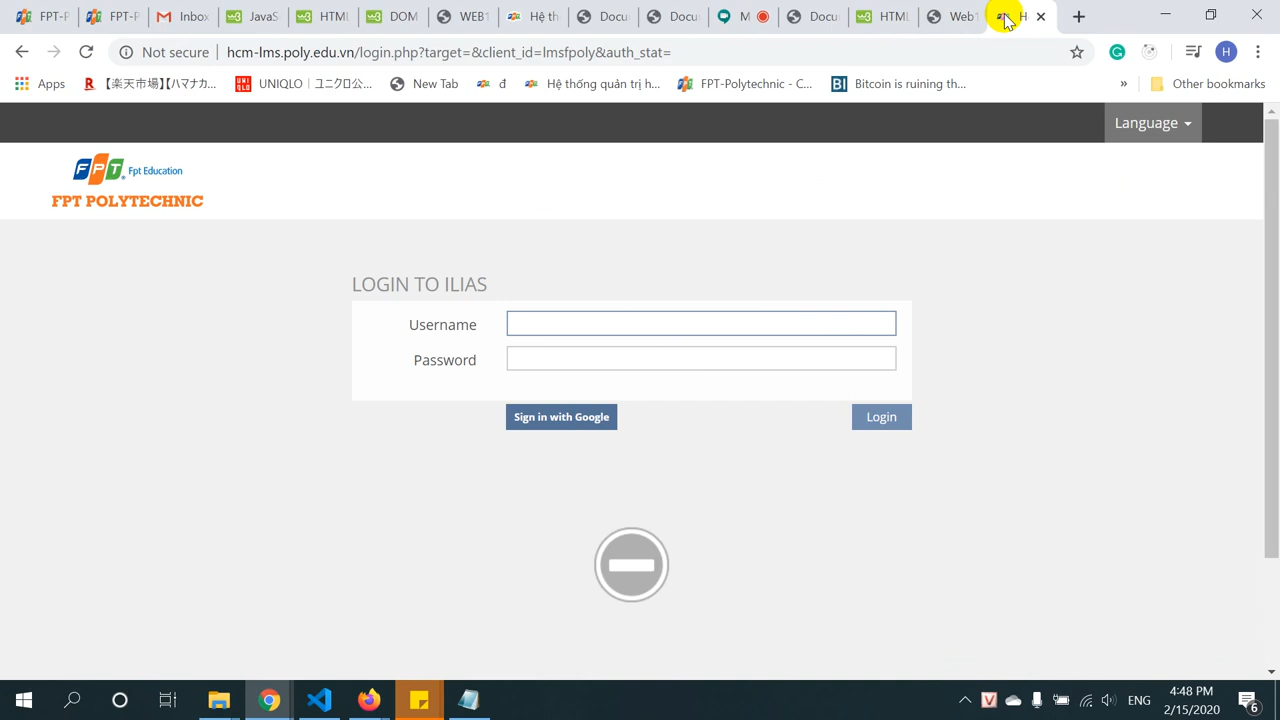 FPT-P
FPT-P
Inbox
JavaS
HTML
DOM
WEB1
Hệ th
Docu
Docu
M
Docu
HTML
Web1
H
Not secure
hcm-lms.poly.edu.vn/login.php?target=&client_id=lmsfpoly&auth_stat=
H
Apps
【楽天市場】【ハマナカ...
UNIQLO｜ユニクロ公...
New Tab
đ
Hệ thống quản trị h...
FPT-Polytechnic - C...
BI
Bitcoin is ruining th...
»
Other bookmarks
Language
FPT
Fpt Education
FPT POLYTECHNIC
LOGIN TO ILIAS
Username
Password
Sign in with Google
Login
ENG
4:48 PM
2/15/2020
6